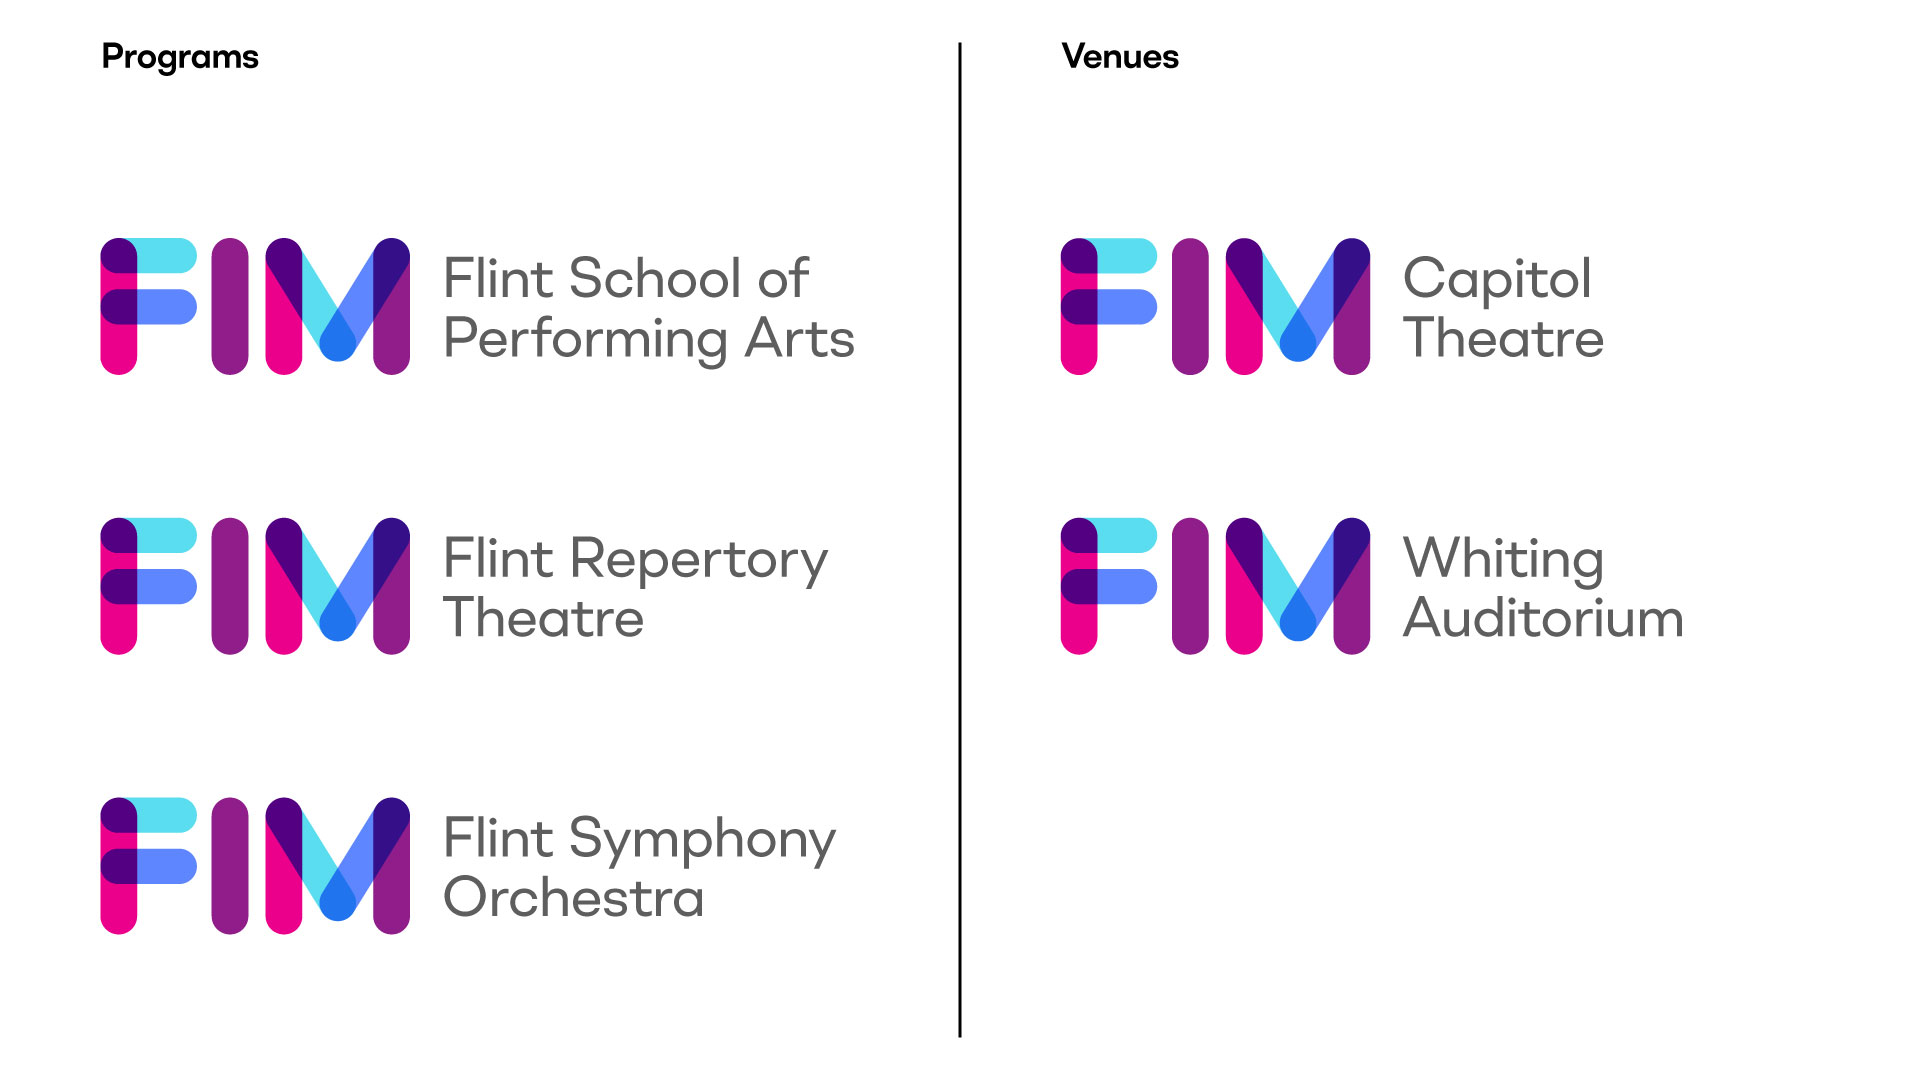 Programs
FIM Flint School of
Performing Arts
FIM Flint Repertory
Theatre
FIM Flint Symphony
Orchestra
Venues
FIM Capitol
Theatre
FIM Whiting
Auditorium